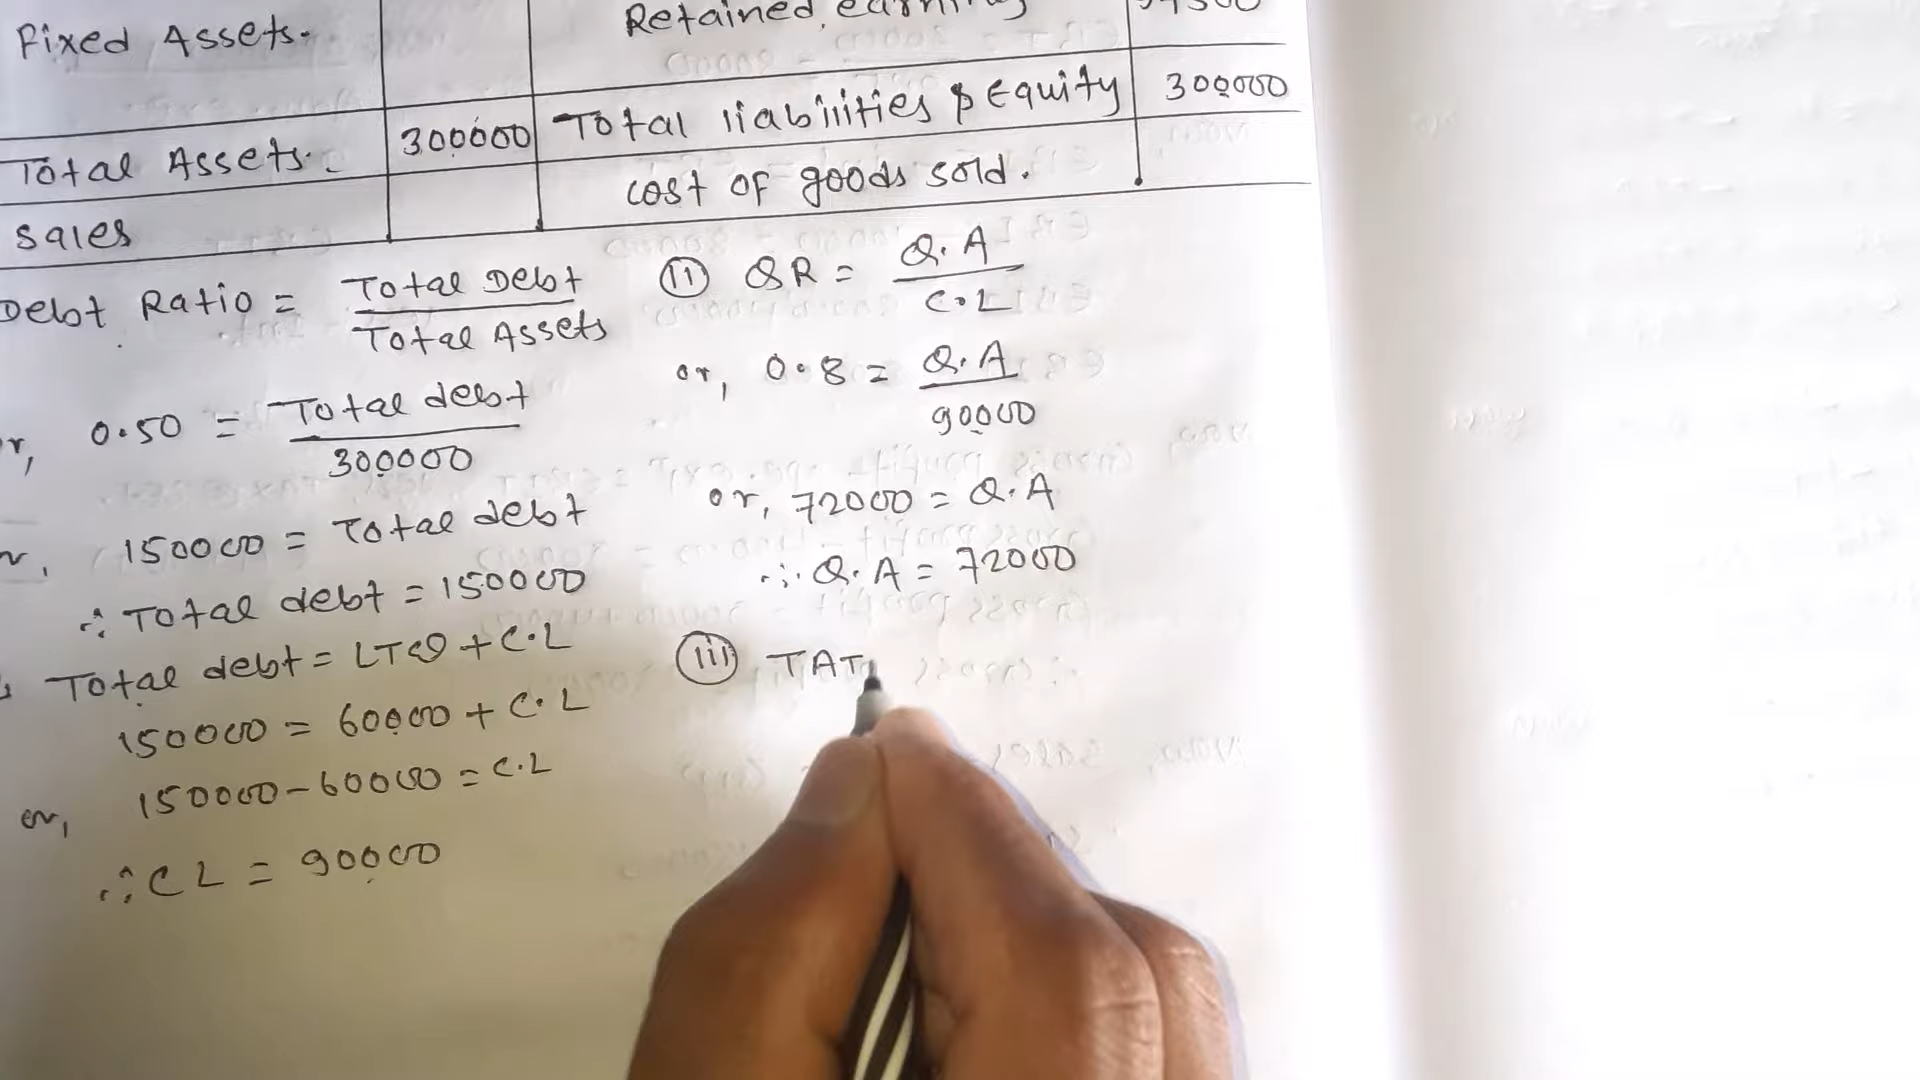 Fixed Assets.
Retained earning
Total Assets. 300000 Total liabilities & Equity 300000
Sales cost of goods sold.
Debt Ratio = Total Debt
Total Assets
or, 0.50 = Total debt
300000
150000 = Total debt
∴ Total debt = 150000
Total debt = LTD + C.L
150000 = 60000 + C.L
or, 150000 - 60000 = C.L
∴ CL = 90000
(ii) QR = Q.A
C.L
or, 0.8 = Q.A
90000
or, 72000 = Q.A
∴ Q.A = 72000
(iii) TAT